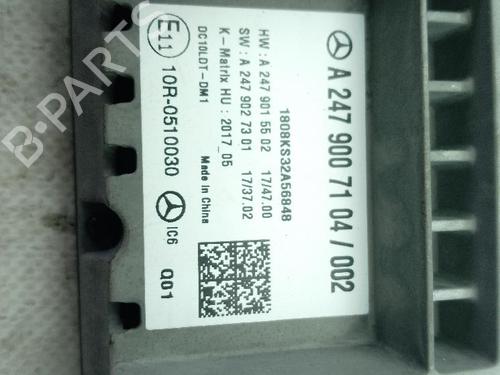 A 247 900 71 04 / 002
1808KS32A56848
HW : A 247 901 55 02 17/47.00
SW : A 247 902 73 01 17/37.02
K-Matrix HU : 2017_05
DC10LDT-DM1
Made in China
E11
10R-0510030
IC6
Q01
B-PARTS